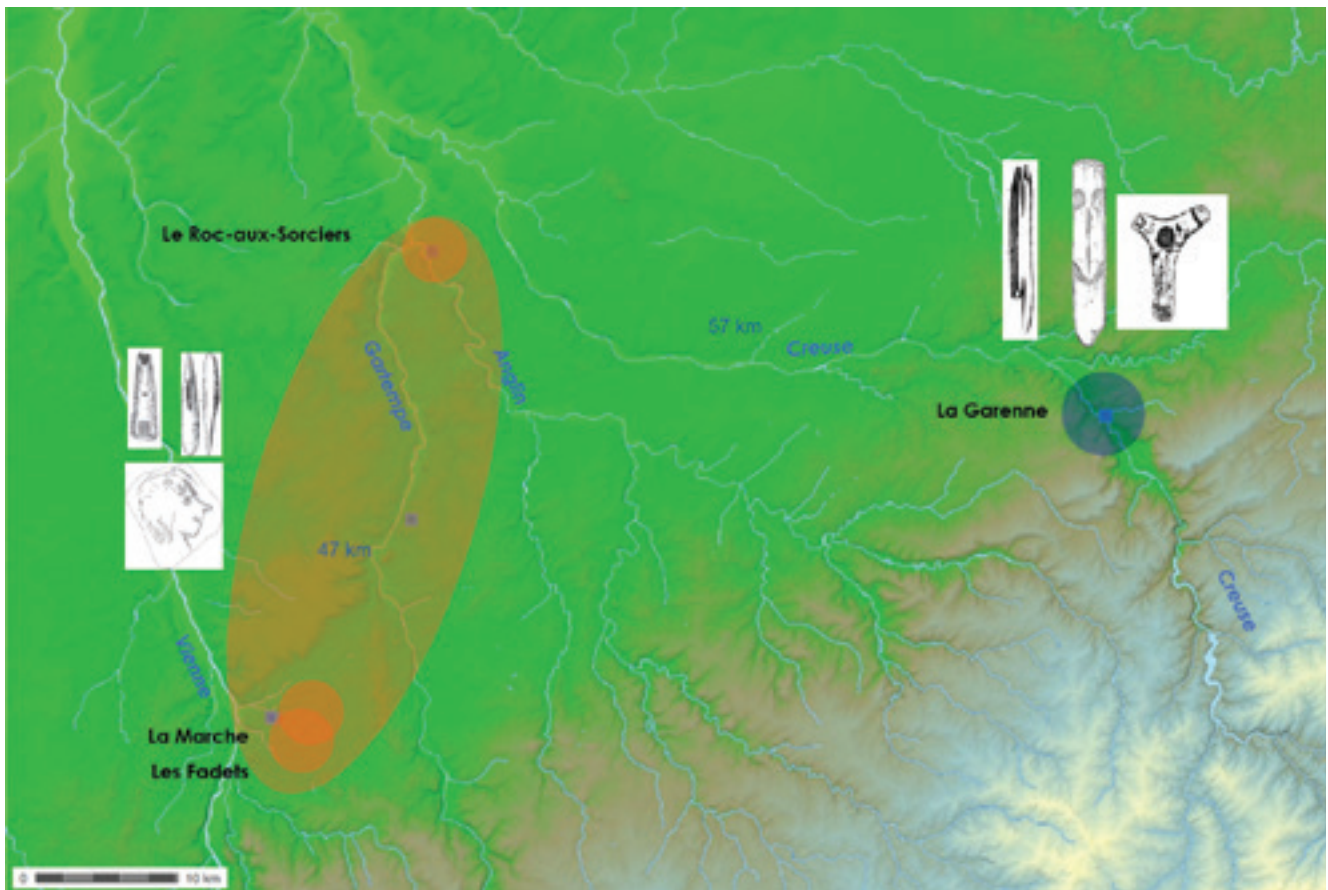 Le Roc-aux-Sorciers
57 km
Creuse
Gartempe
Anglin
La Garenne
47 km
Creuse
Vienne
La Marche
Les Fadets
0 10 km